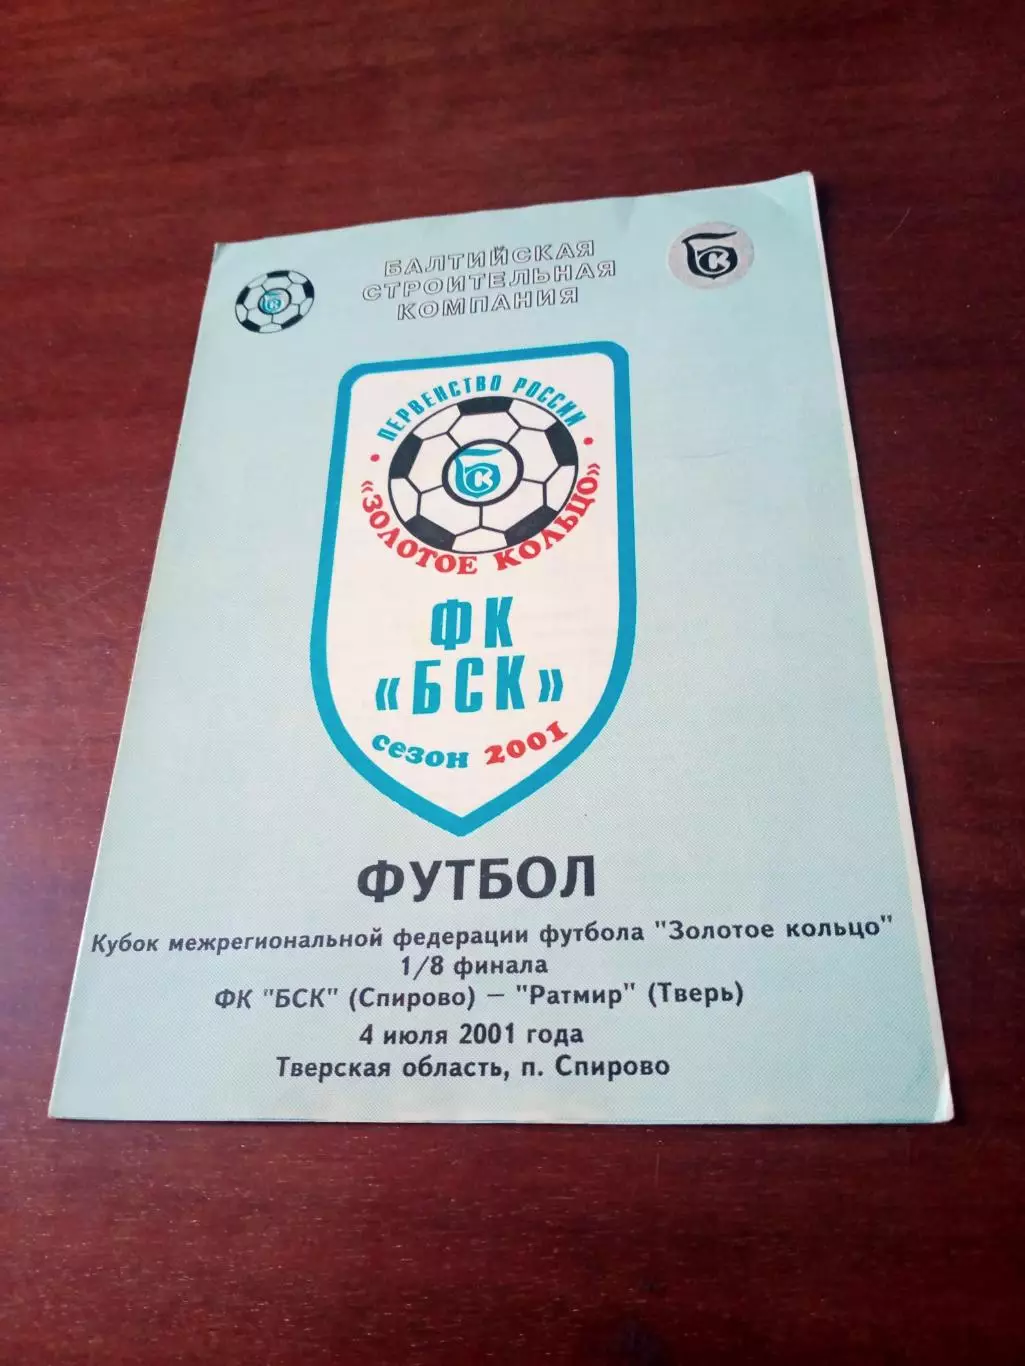 БАЛТИЙСКАЯ
СТРОИТЕЛЬНАЯ
КОМПАНИЯ
• ПЕРВЕНСТВО РОССИИ •
«ЗОЛОТОЕ КОЛЬЦО»
БСК
ФК
«БСК»
сезон 2001
ФУТБОЛ
Кубок межрегиональной федерации футбола "Золотое кольцо"
1/8 финала
ФК "БСК" (Спирово) – "Ратмир" (Тверь)
4 июля 2001 года
Тверская область, п. Спирово